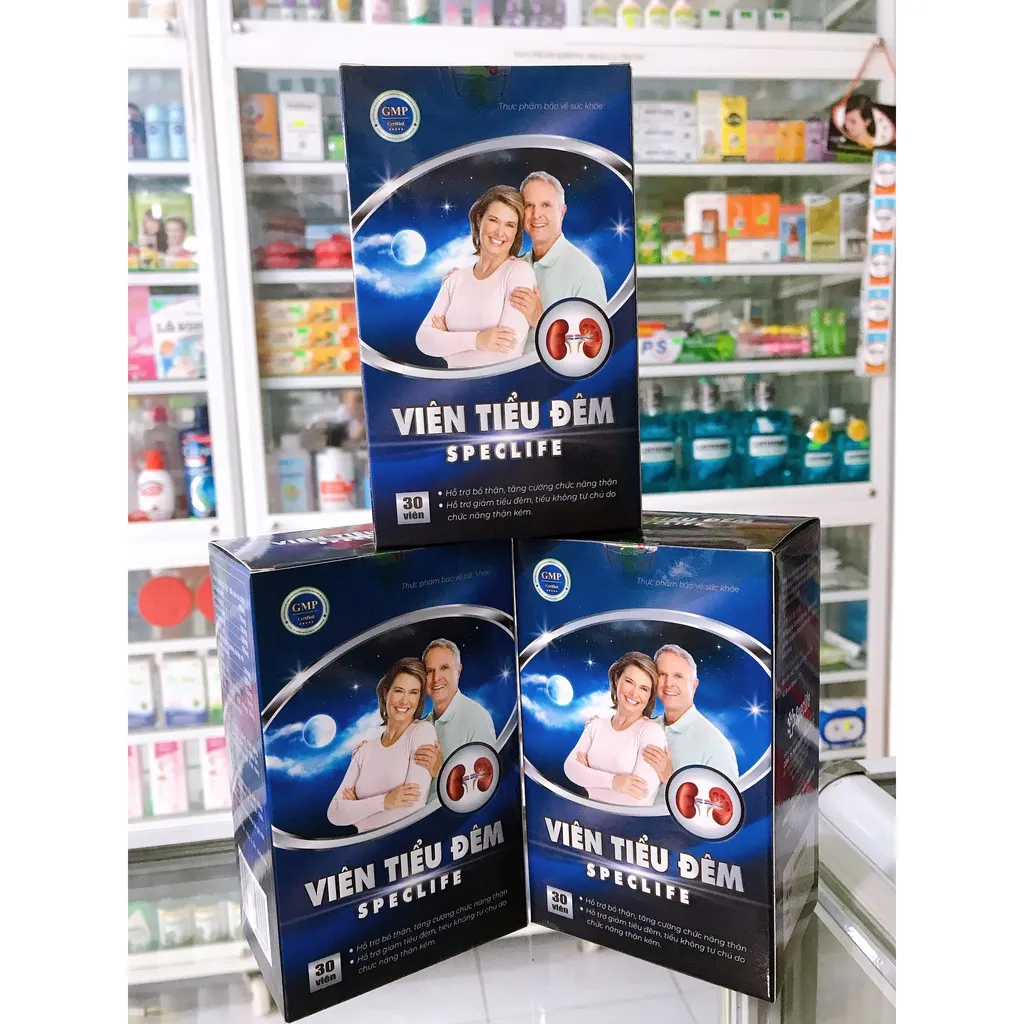 GMP
Certified
Thực phẩm bảo vệ sức khỏe
VIÊN TIỂU ĐÊM
SPECLIFE
30
viên
• Hỗ trợ bổ thận, tăng cường chức năng thận
• Hỗ trợ giảm tiểu đêm, tiểu không tự chủ do
chức năng thận kém.
GMP
Certified
Thực phẩm bảo vệ sức khỏe
VIÊN TIỂU ĐÊM
SPECLIFE
30
viên
• Hỗ trợ bổ thận, tăng cường chức năng thận
• Hỗ trợ giảm tiểu đêm, tiểu không tự chủ do
chức năng thận kém.
GMP
Certified
Thực phẩm bảo vệ sức khỏe
VIÊN TIỂU ĐÊM
SPECLIFE
30
viên
• Hỗ trợ bổ thận, tăng cường chức năng thận
• Hỗ trợ giảm tiểu đêm, tiểu không tự chủ do
chức năng thận kém.